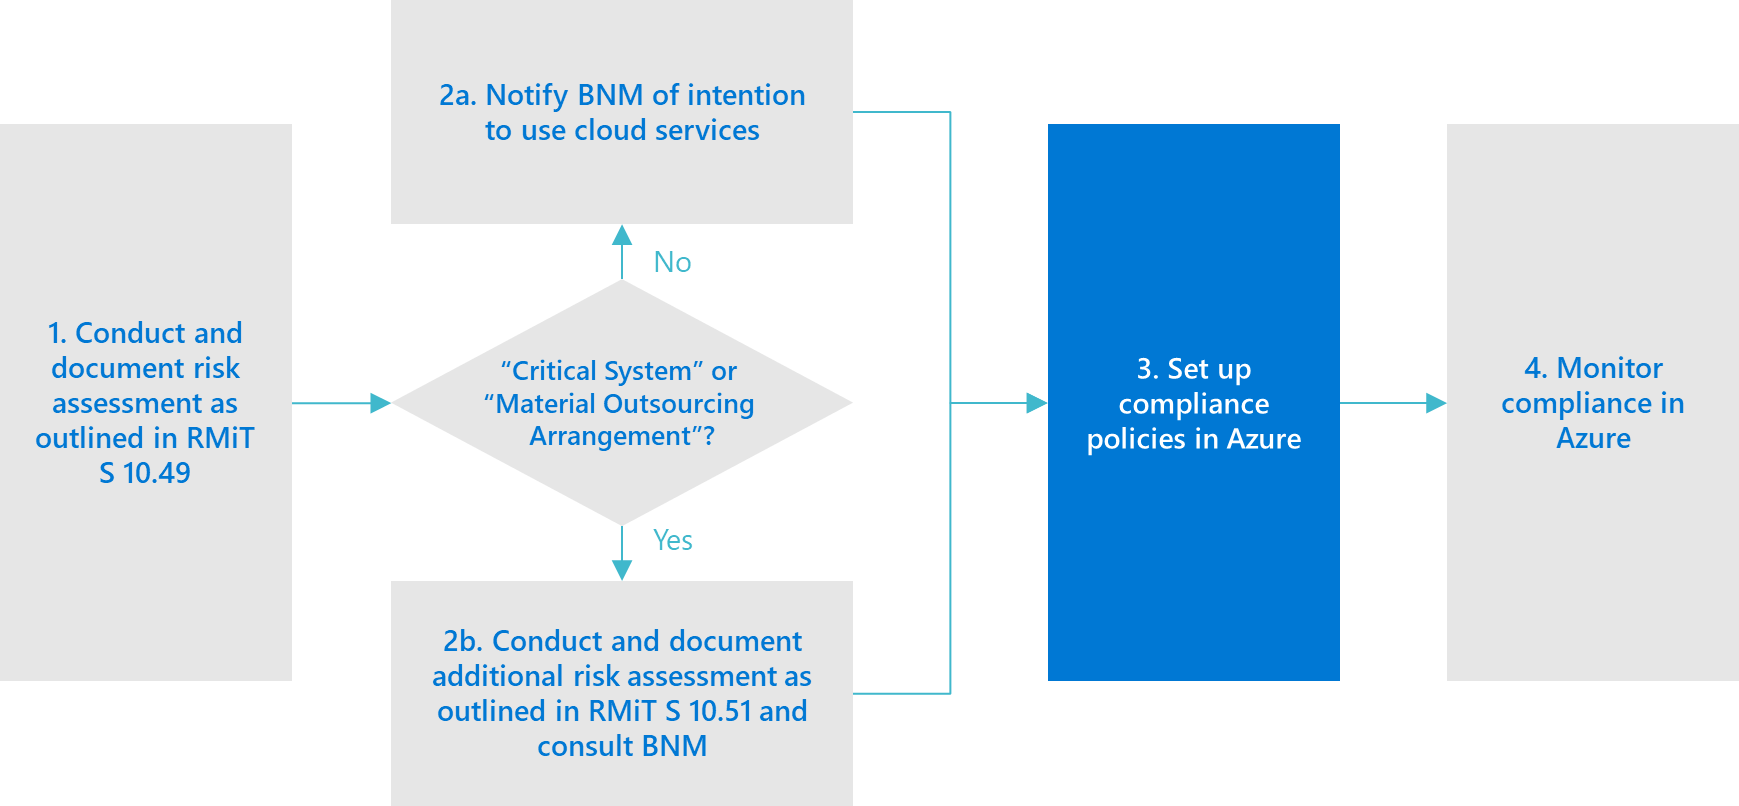 1. Conduct and
document risk
assessment as
outlined in RMiT
S 10.49
2a. Notify BNM of intention
to use cloud services
No
“Critical System” or
“Material Outsourcing
Arrangement”?
Yes
2b. Conduct and document
additional risk assessment as
outlined in RMiT S 10.51 and
consult BNM
3. Set up
compliance
policies in Azure
4. Monitor
compliance in
Azure